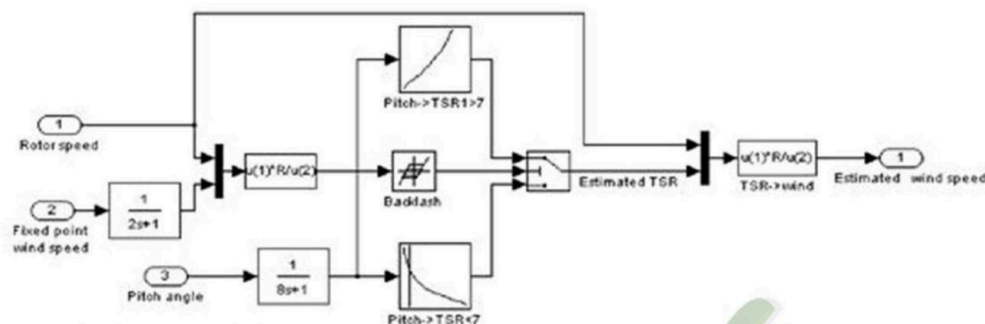 Pitch->TSR1>7
1
Rotor speed
u(1)*R/u(2)
Backlash
Estimated TSR
u(1)*R/u(2)
TSR->wind
1
Estimated wind speed
2
Fixed point
wind speed
1
2s+1
3
Pitch angle
1
8s+1
Pitch->TSR<7